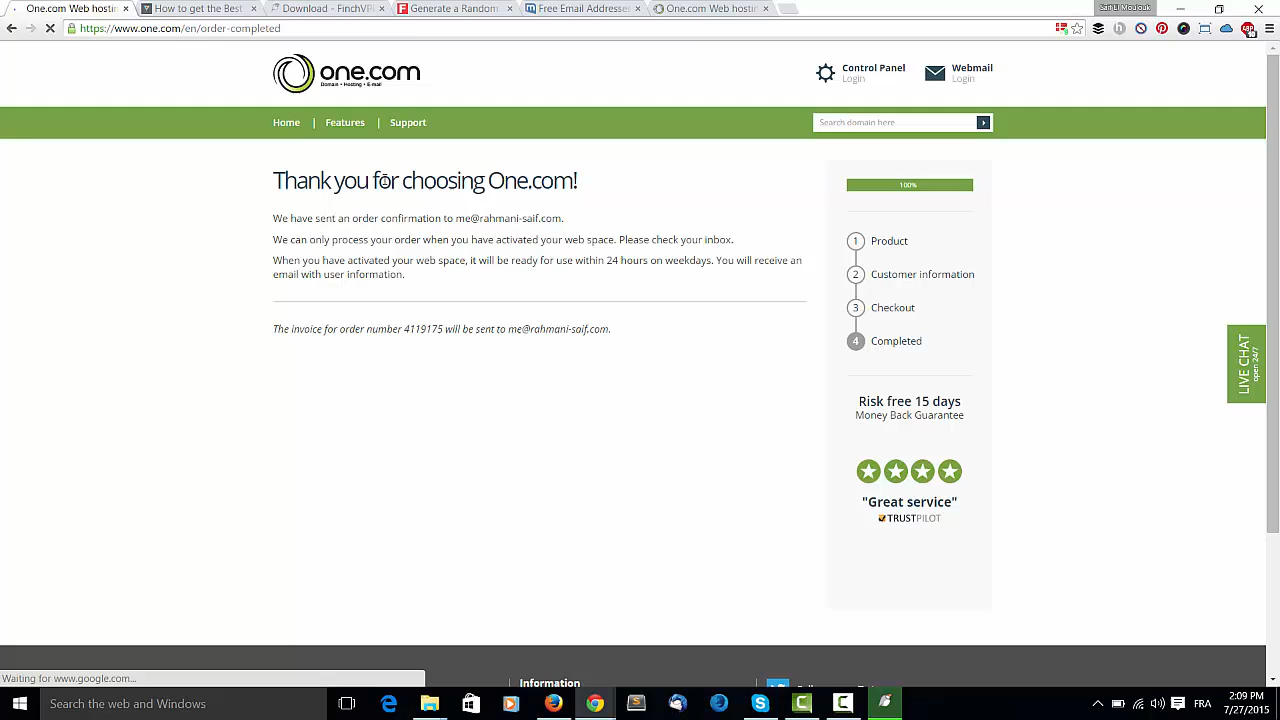 One.com Web hostin
How to get the Best
Download - FinchVP
Generate a Random
Free Email Addresse
One.com Web hostin
https://www.one.com/en/order-completed
one.com
Domain • Hosting • E-mail
Control Panel
Login
Webmail
Login
Home | Features | Support
Search domain here
Thank you for choosing One.com!
100%
We have sent an order confirmation to me@rahmani-saif.com.
We can only process your order when you have activated your web space. Please check your inbox.
When you have activated your web space, it will be ready for use within 24 hours on weekdays. You will receive an
email with user information.
The invoice for order number 4119175 will be sent to me@rahmani-saif.com.
1 Product
2 Customer information
3 Checkout
4 Completed
Risk free 15 days
Money Back Guarantee
"Great service"
TRUSTPILOT
LIVE CHAT
open 24/7
Waiting for www.google.com...
Information
Search the web and Windows
FRA
2:09 PM
7/27/2015